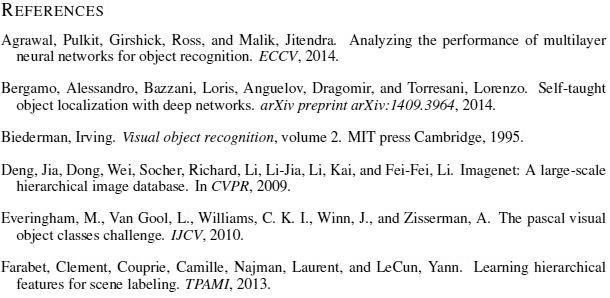 REFERENCES
Agrawal, Pulkit, Girshick, Ross, and Malik, Jitendra. Analyzing the performance of multilayer
neural networks for object recognition. ECCV, 2014.
Bergamo, Alessandro, Bazzani, Loris, Anguelov, Dragomir, and Torresani, Lorenzo. Self-taught
object localization with deep networks. arXiv preprint arXiv:1409.3964, 2014.
Biederman, Irving. Visual object recognition, volume 2. MIT press Cambridge, 1995.
Deng, Jia, Dong, Wei, Socher, Richard, Li, Li-Jia, Li, Kai, and Fei-Fei, Li. Imagenet: A large-scale
hierarchical image database. In CVPR, 2009.
Everingham, M., Van Gool, L., Williams, C. K. I., Winn, J., and Zisserman, A. The pascal visual
object classes challenge. IJCV, 2010.
Farabet, Clement, Couprie, Camille, Najman, Laurent, and LeCun, Yann. Learning hierarchical
features for scene labeling. TPAMI, 2013.